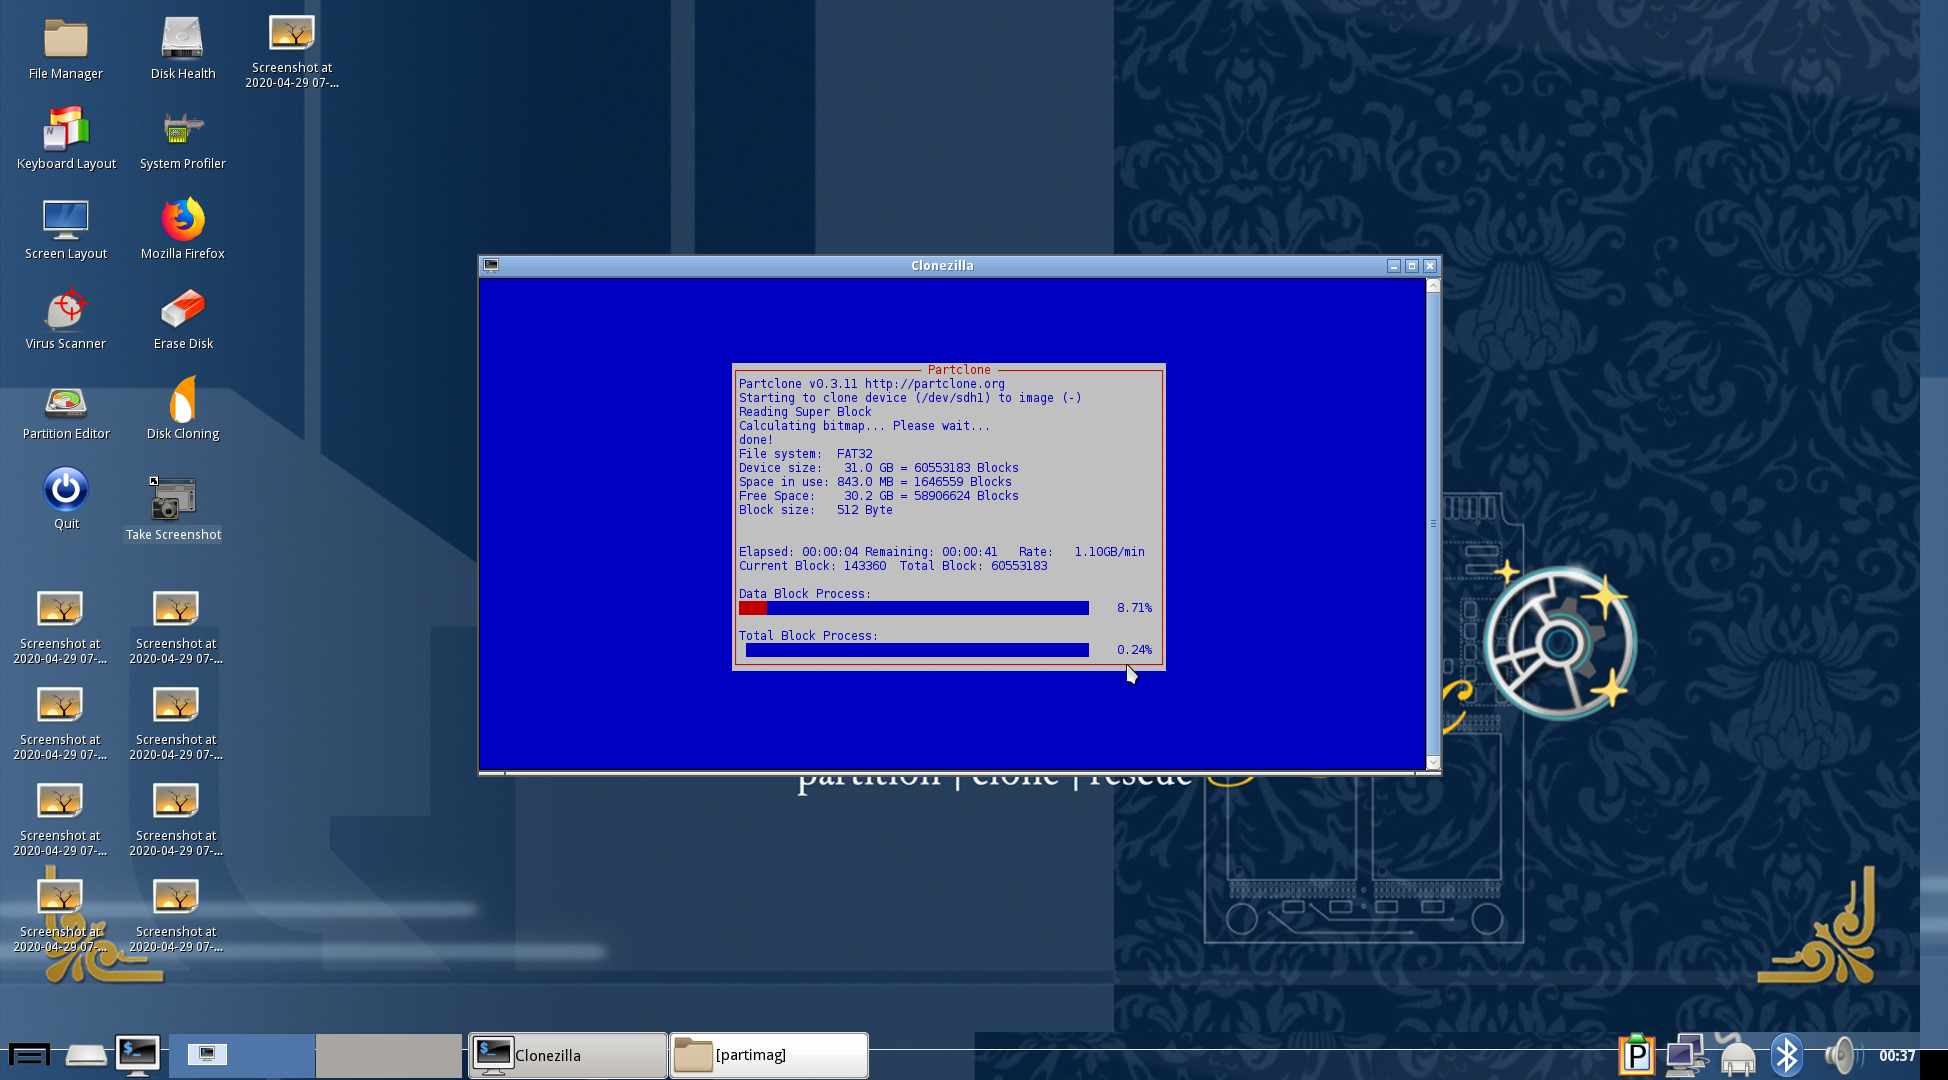 File Manager
Disk Health
Screenshot at
2020-04-29 07-...
Keyboard Layout
System Profiler
Screen Layout
Mozilla Firefox
Virus Scanner
Erase Disk
Partition Editor
Disk Cloning
Quit
Take Screenshot
Screenshot at
2020-04-29 07-...
Screenshot at
2020-04-29 07-...
Screenshot at
2020-04-29 07-...
Screenshot at
2020-04-29 07-...
Screenshot at
2020-04-29 07-...
Screenshot at
2020-04-29 07-...
Screenshot at
2020-04-29 07-...
Screenshot at
2020-04-29 07-...
Clonezilla
Partclone
Partclone v0.3.11 http://partclone.org
Starting to clone device (/dev/sdh1) to image (-)
Reading Super Block
Calculating bitmap... Please wait...
done!
File system: FAT32
Device size: 31.0 GB = 60553183 Blocks
Space in use: 843.0 MB = 1646559 Blocks
Free Space: 30.2 GB = 58906624 Blocks
Block size: 512 Byte
Elapsed: 00:00:04 Remaining: 00:00:41 Rate: 1.10GB/min
Current Block: 143360 Total Block: 60553183
Data Block Process:
8.71%
Total Block Process:
0.24%
partition | clone | rescue
Clonezilla
[partimag]
P
00:37